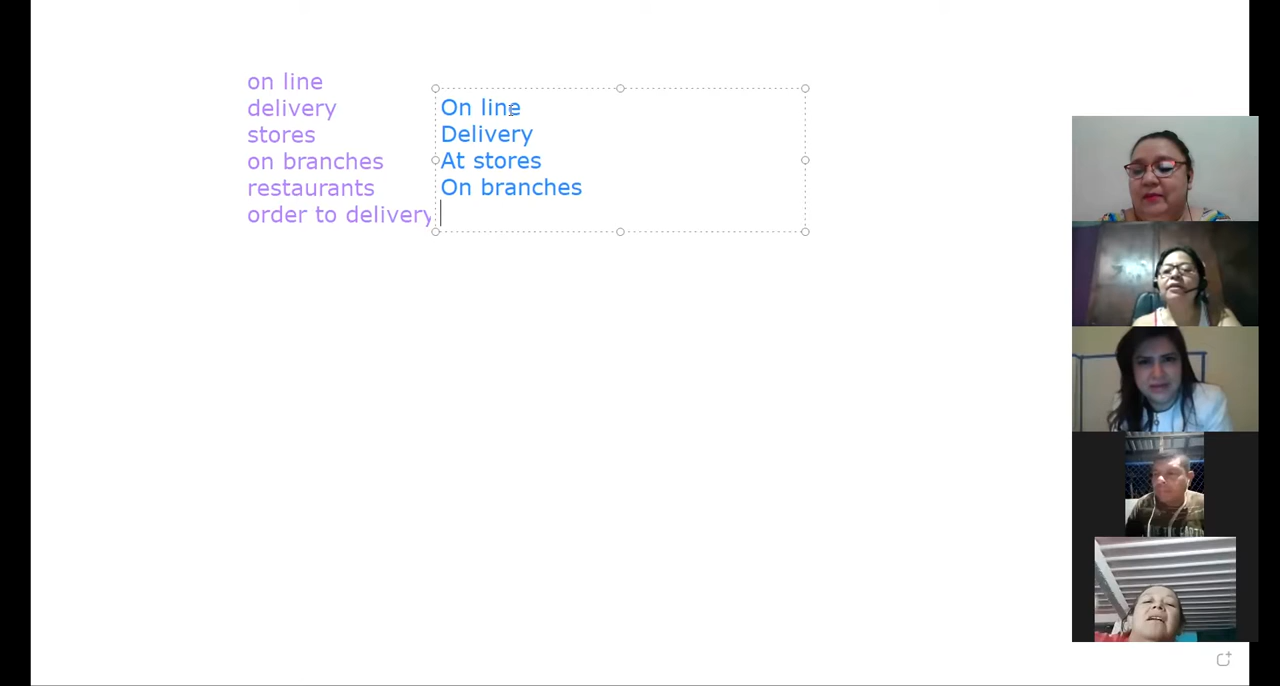 on line
delivery
stores
on branches
restaurants
order to delivery
On line
Delivery
At stores
On branches